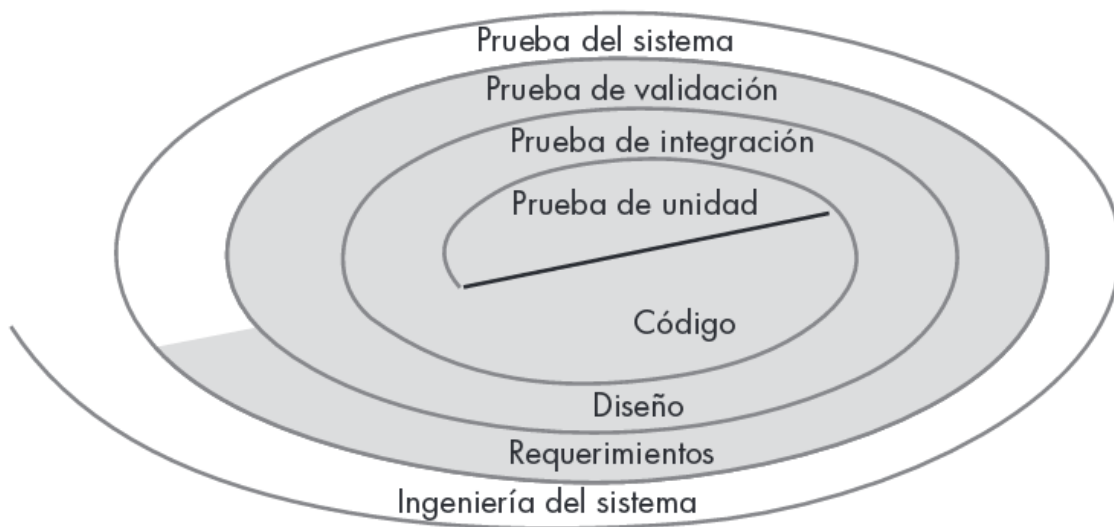 Prueba del sistema
Prueba de validación
Prueba de integración
Prueba de unidad
Código
Diseño
Requerimientos
Ingeniería del sistema